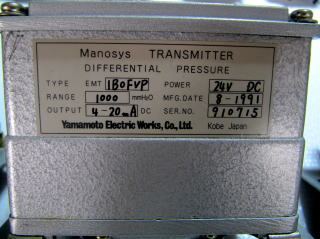 Manosys TRANSMITTER
DIFFERENTIAL PRESSURE
TYPE EMT 1B0FVP POWER 24V DC
RANGE 1000 mmH₂O MFG.DATE 8-1991
OUTPUT 4-20mA DC SER.NO. 910715
Yamamoto Electric Works, Co., Ltd. Kobe Japan